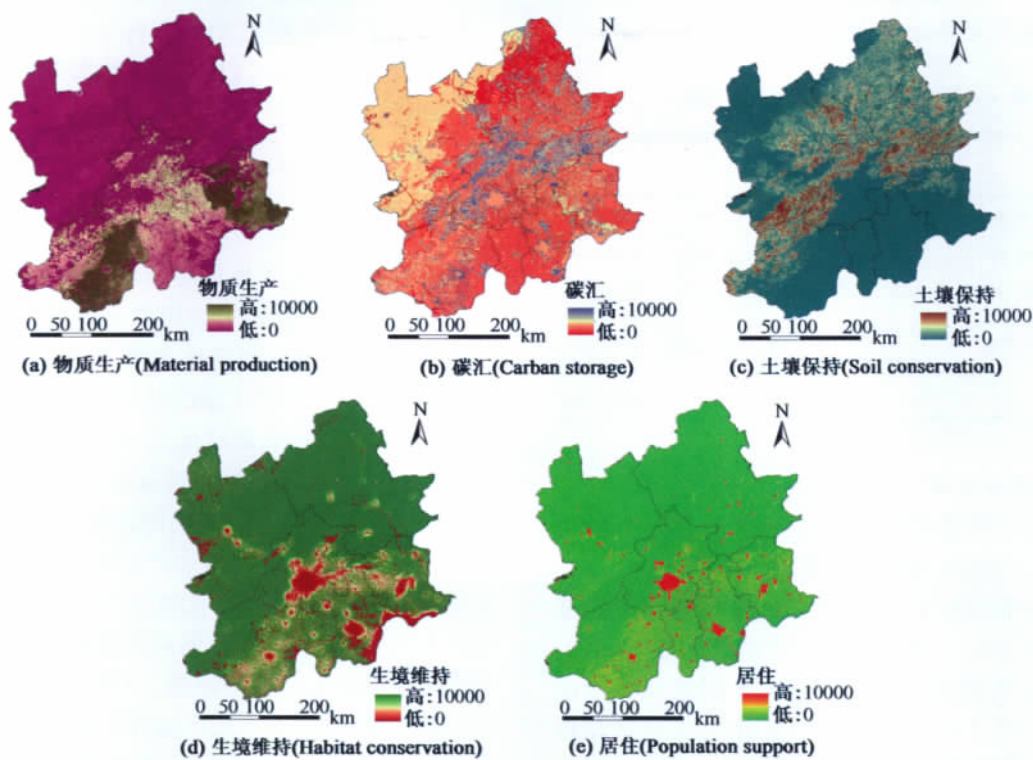 N
物质生产
高:10000
低:0
0 50 100 200
km
(a) 物质生产(Material production)
N
碳汇
高:10000
低:0
0 50 100 200
km
(b) 碳汇(Carban storage)
N
土壤保持
高:10000
低:0
0 50 100 200
km
(c) 土壤保持(Soil conservation)
N
生境维持
高:10000
低:0
0 50 100 200
km
(d) 生境维持(Habitat conservation)
N
居住
高:10000
低:0
0 50 100 200
km
(e) 居住(Population support)